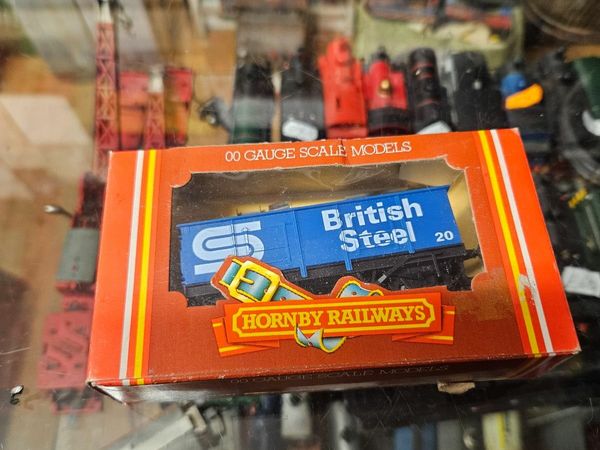 00 GAUGE SCALE MODELS
British
Steel
20
HORNBY RAILWAYS
00 GAUGE SCALE MODELS